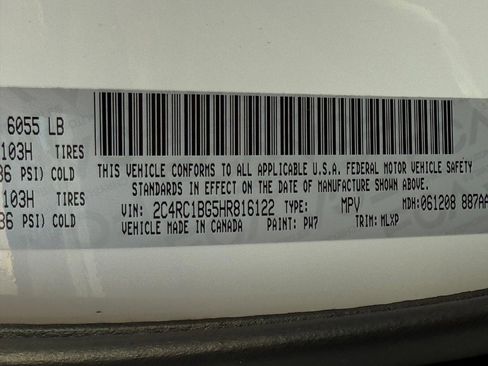 6055 LB
103H TIRES
36 PSI) COLD
103H TIRES
36 PSI) COLD
THIS VEHICLE CONFORMS TO ALL APPLICABLE U.S.A. FEDERAL MOTOR VEHICLE SAFETY
STANDARDS IN EFFECT ON THE DATE OF MANUFACTURE SHOWN ABOVE.
VIN: 2C4RC1BG5HR816122 TYPE: MPV MDH:061208 887AA
VEHICLE MADE IN CANADA PAINT: PW7 TRIM: MLXP